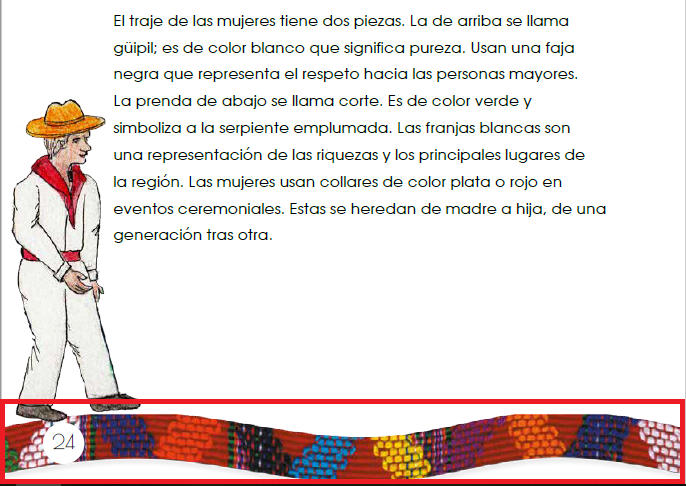 El traje de las mujeres tiene dos piezas. La de arriba se llama
güipil; es de color blanco que significa pureza. Usan una faja
negra que representa el respeto hacia las personas mayores.
La prenda de abajo se llama corte. Es de color verde y
simboliza a la serpiente emplumada. Las franjas blancas son
una representación de las riquezas y los principales lugares de
la región. Las mujeres usan collares de color plata o rojo en
eventos ceremoniales. Estas se heredan de madre a hija, de una
generación tras otra.
24